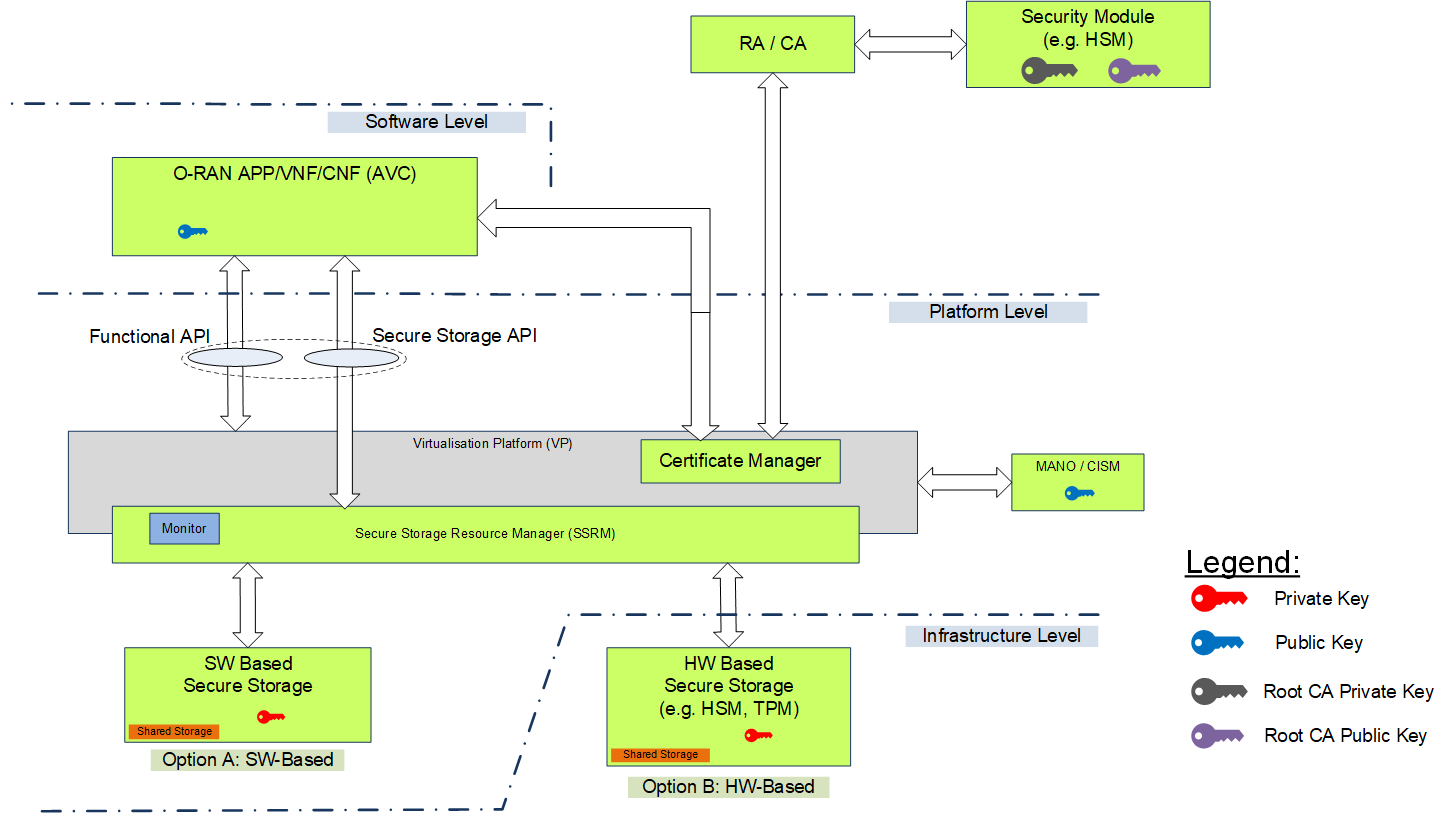 RA / CA
Security Module
(e.g. HSM)
Software Level
O-RAN APP/VNF/CNF (AVC)
Platform Level
Functional API
Secure Storage API
Virtualisation Platform (VP)
Certificate Manager
MANO / CISM
Monitor
Secure Storage Resource Manager (SSRM)
Infrastructure Level
SW Based
Secure Storage
Shared Storage
Option A: SW-Based
HW Based
Secure Storage
(e.g. HSM, TPM)
Shared Storage
Option B: HW-Based
Legend:
Private Key
Public Key
Root CA Private Key
Root CA Public Key